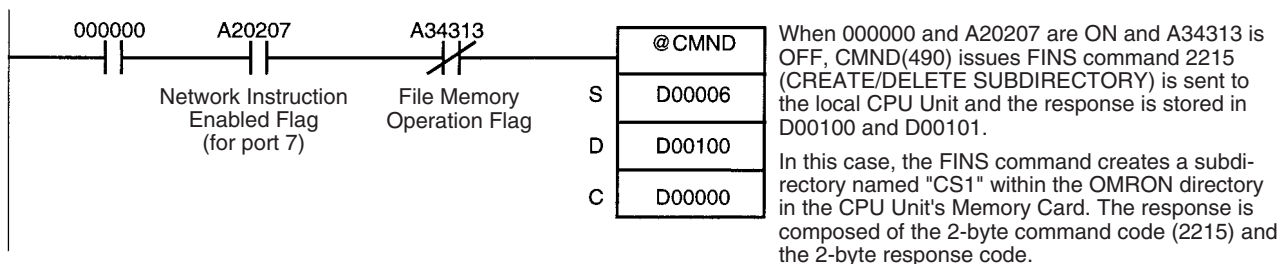 000000 A20207 A34313
Network Instruction
Enabled Flag
(for port 7)
File Memory
Operation Flag
@CMND
S D00006
D D00100
C D00000
When 000000 and A20207 are ON and A34313 is
OFF, CMND(490) issues FINS command 2215
(CREATE/DELETE SUBDIRECTORY) is sent to
the local CPU Unit and the response is stored in
D00100 and D00101.
In this case, the FINS command creates a subdi-
rectory named "CS1" within the OMRON directory
in the CPU Unit's Memory Card. The response is
composed of the 2-byte command code (2215) and
the 2-byte response code.